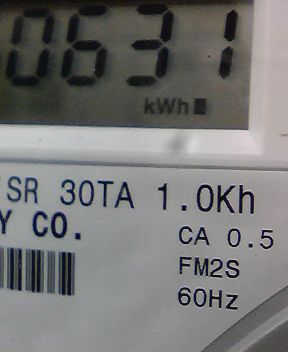 0631
kWh
SR 30TA 1.0Kh
Y CO.
CA 0.5
FM2S
60Hz